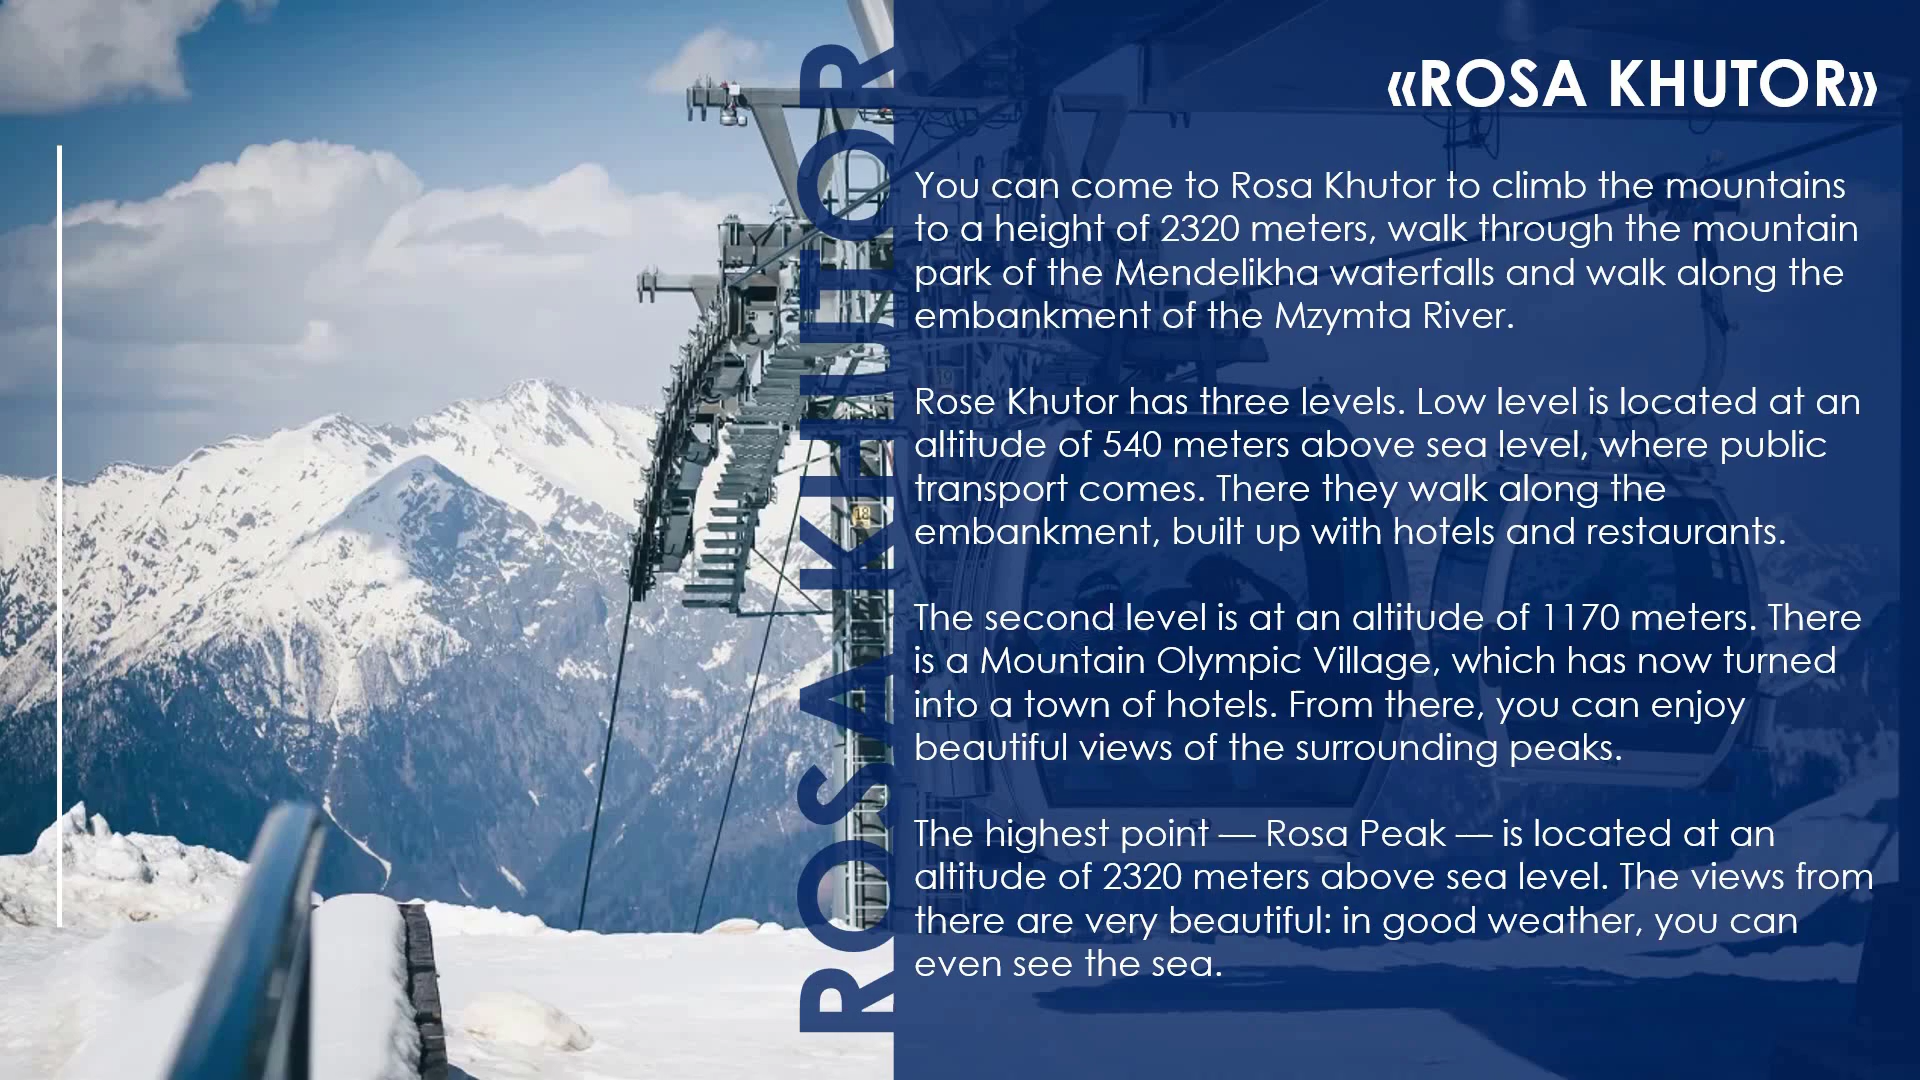 «ROSA KHUTOR»
ROSA KHUTOR
You can come to Rosa Khutor to climb the mountains
to a height of 2320 meters, walk through the mountain
park of the Mendelikha waterfalls and walk along the
embankment of the Mzymta River.
Rose Khutor has three levels. Low level is located at an
altitude of 540 meters above sea level, where public
transport comes. There they walk along the
embankment, built up with hotels and restaurants.
The second level is at an altitude of 1170 meters. There
is a Mountain Olympic Village, which has now turned
into a town of hotels. From there, you can enjoy
beautiful views of the surrounding peaks.
The highest point — Rosa Peak — is located at an
altitude of 2320 meters above sea level. The views from
there are very beautiful: in good weather, you can
even see the sea.
18
19